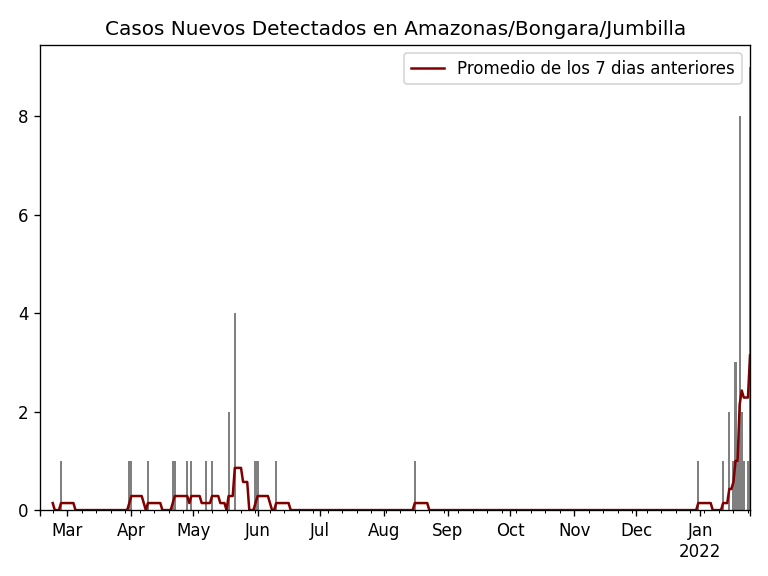 Casos Nuevos Detectados en Amazonas/Bongara/Jumbilla
Promedio de los 7 dias anteriores
8
6
4
2
0
Mar Apr May Jun Jul Aug Sep Oct Nov Dec Jan
2022